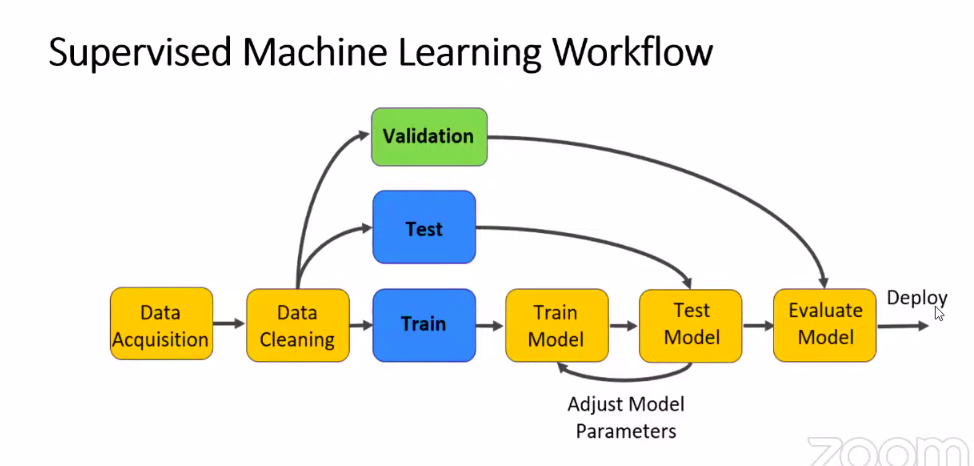 Supervised Machine Learning Workflow
Validation
Test
Train
Data
Acquisition
Data
Cleaning
Train
Model
Test
Model
Evaluate
Model
Deploy
Adjust Model
Parameters
zoom